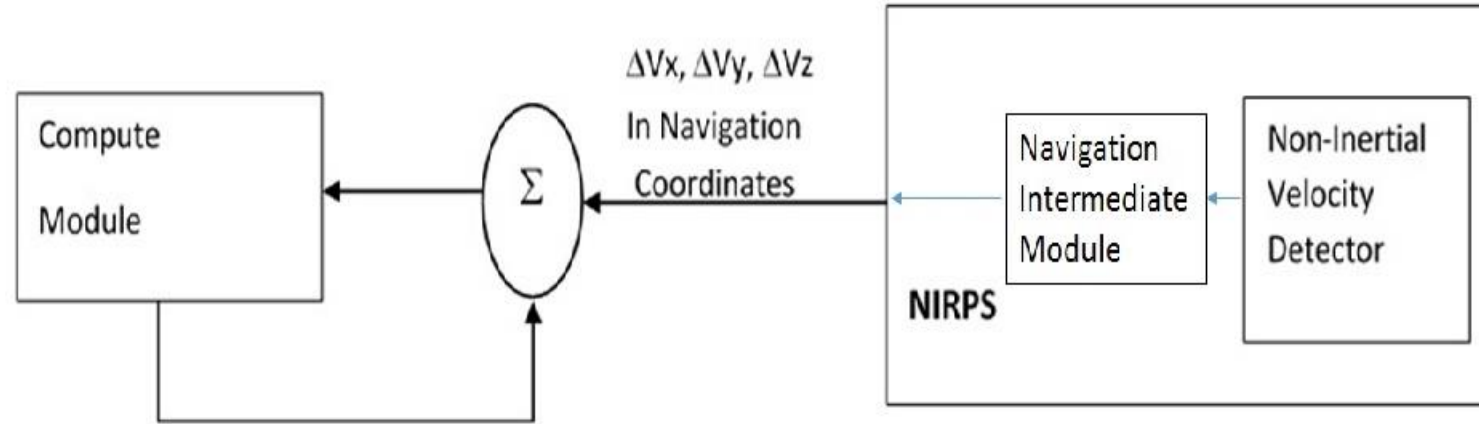 Compute
Module
Σ
ΔVx, ΔVy, ΔVz
In Navigation
Coordinates
NIRPS
Navigation
Intermediate
Module
Non-Inertial
Velocity
Detector